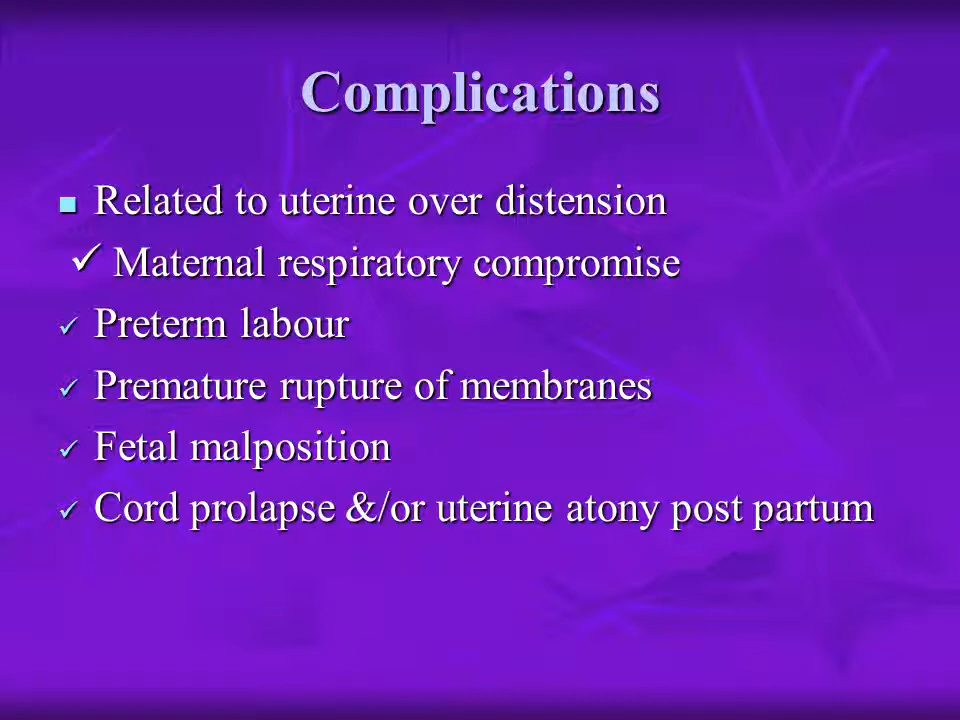 Complications
Related to uterine over distension
Maternal respiratory compromise
Preterm labour
Premature rupture of membranes
Fetal malposition
Cord prolapse &/or uterine atony post partum